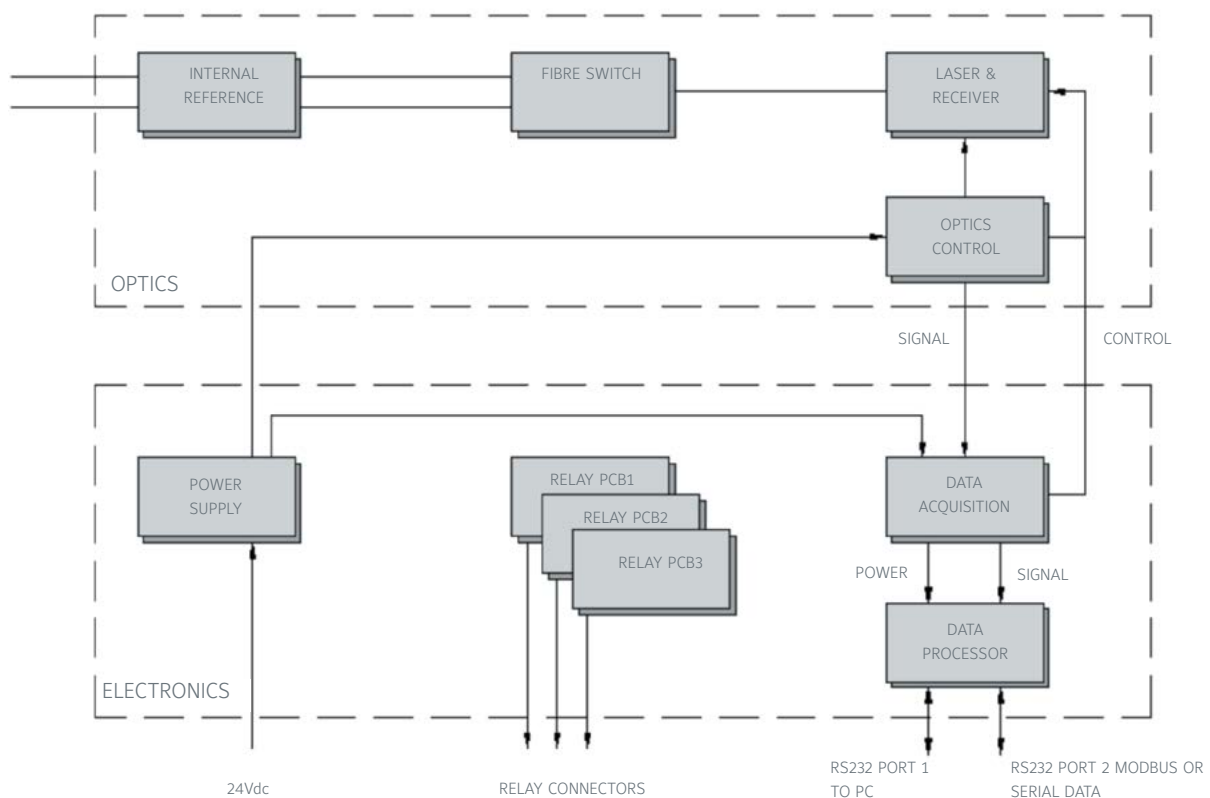 INTERNAL
REFERENCE
FIBRE SWITCH
LASER &
RECEIVER
OPTICS
CONTROL
OPTICS
SIGNAL
CONTROL
POWER
SUPPLY
RELAY PCB1
RELAY PCB2
RELAY PCB3
DATA
ACQUISITION
POWER
SIGNAL
DATA
PROCESSOR
ELECTRONICS
24Vdc
RELAY CONNECTORS
RS232 PORT 1
TO PC
RS232 PORT 2 MODBUS OR
SERIAL DATA